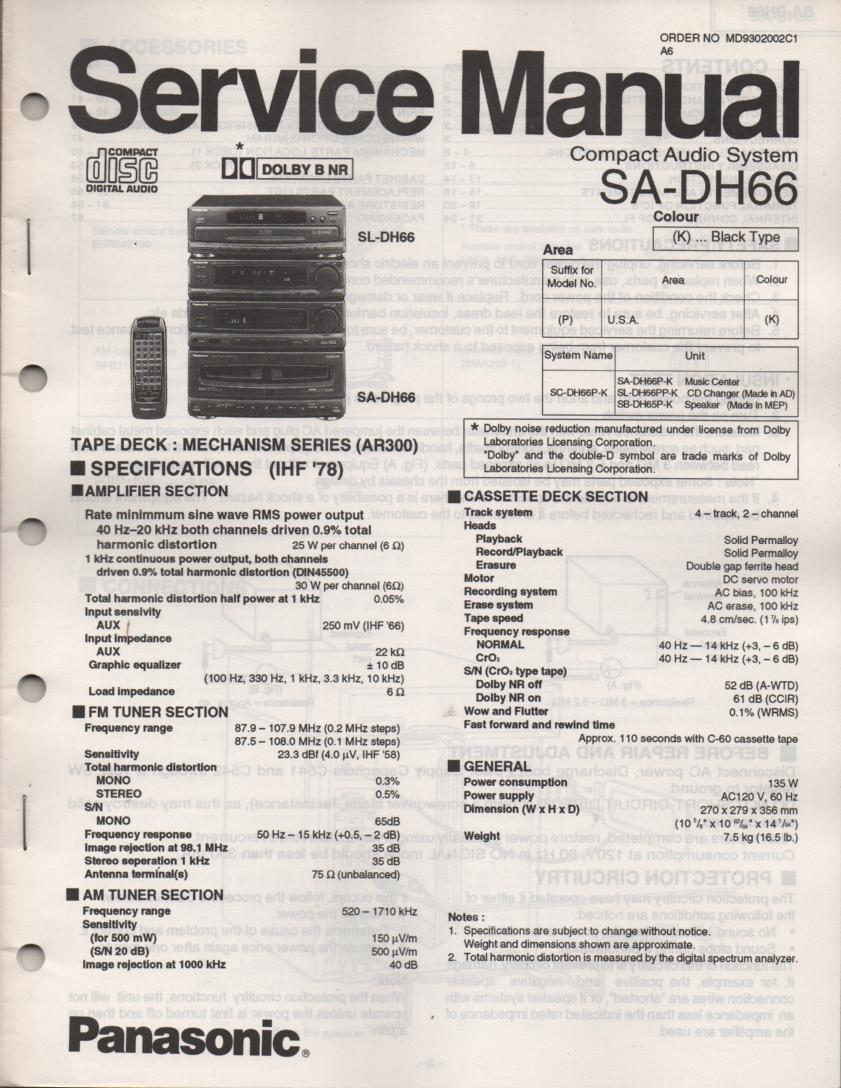 ORDER NO MD9302002C1
A6
Service Manual
COMPACT
disc
DIGITAL AUDIO
*
DOLBY B NR
Compact Audio System
SA-DH66
Colour
(K) ... Black Type
SL-DH66
SA-DH66
Area
Suffix for Model No. Area Colour
(P) U.S.A. (K)
System Name Unit
SC-DH66P-K SA-DH66P-K Music Center
SL-DH66PP-K CD Changer (Made in AD)
SB-DH65P-K Speaker (Made in MEP)
* Dolby noise reduction manufactured under license from Dolby
Laboratories Licensing Corporation.
"Dolby" and the double-D symbol are trade marks of Dolby
Laboratories Licensing Corporation.
TAPE DECK : MECHANISM SERIES (AR300)
■ SPECIFICATIONS (IHF '78)
■ AMPLIFIER SECTION
Rate minimmum sine wave RMS power output
40 Hz–20 kHz both channels driven 0.9% total
harmonic distortion 25 W per channel (6 Ω)
1 kHz continuous power output, both channels
driven 0.9% total harmonic distortion (DIN45500)
30 W per channel (6Ω)
Total harmonic distortion half power at 1 kHz 0.05%
Input sensivity
AUX 250 mV (IHF '66)
Input impedance
AUX 22 kΩ
Graphic equalizer ± 10 dB
(100 Hz, 330 Hz, 1 kHz, 3.3 kHz, 10 kHz)
Load impedance 6 Ω
■ FM TUNER SECTION
Frequency range 87.9 – 107.9 MHz (0.2 MHz steps)
87.5 – 108.0 MHz (0.1 MHz steps)
Sensitivity 23.3 dBf (4.0 μV, IHF '58)
Total harmonic distortion
MONO 0.3%
STEREO 0.5%
S/N
MONO 65dB
Frequency response 50 Hz – 15 kHz (+0.5, – 2 dB)
Image rejection at 98.1 MHz 35 dB
Stereo seperation 1 kHz 35 dB
Antenna terminal(s) 75 Ω (unbalanced)
■ AM TUNER SECTION
Frequency range 520 – 1710 kHz
Sensitivity
(for 500 mW) 150 μV/m
(S/N 20 dB) 500 μV/m
Image rejection at 1000 kHz 40 dB
■ CASSETTE DECK SECTION
Track system 4 – track, 2 – channel
Heads
Playback Solid Permalloy
Record/Playback Solid Permalloy
Erasure Double gap ferrite head
Motor DC servo motor
Recording system AC bias, 100 kHz
Erase system AC erase, 100 kHz
Tape speed 4.8 cm/sec. (1 ⅞ ips)
Frequency response
NORMAL 40 Hz — 14 kHz (+3, – 6 dB)
CrO₂ 40 Hz — 14 kHz (+3, – 6 dB)
S/N (CrO₂ type tape)
Dolby NR off 52 dB (A-WTD)
Dolby NR on 61 dB (CCIR)
Wow and Flutter 0.1% (WRMS)
Fast forward and rewind time
Approx. 110 seconds with C-60 cassette tape
■ GENERAL
Power consumption 135 W
Power supply AC120 V, 60 Hz
Dimension (W x H x D) 270 x 279 x 356 mm
Weight 7.5 kg (16.5 lb.)
Notes :
1. Specifications are subject to change without notice.
Weight and dimensions shown are approximate.
2. Total harmonic distortion is measured by the digital spectrum analyzer.
Panasonic®